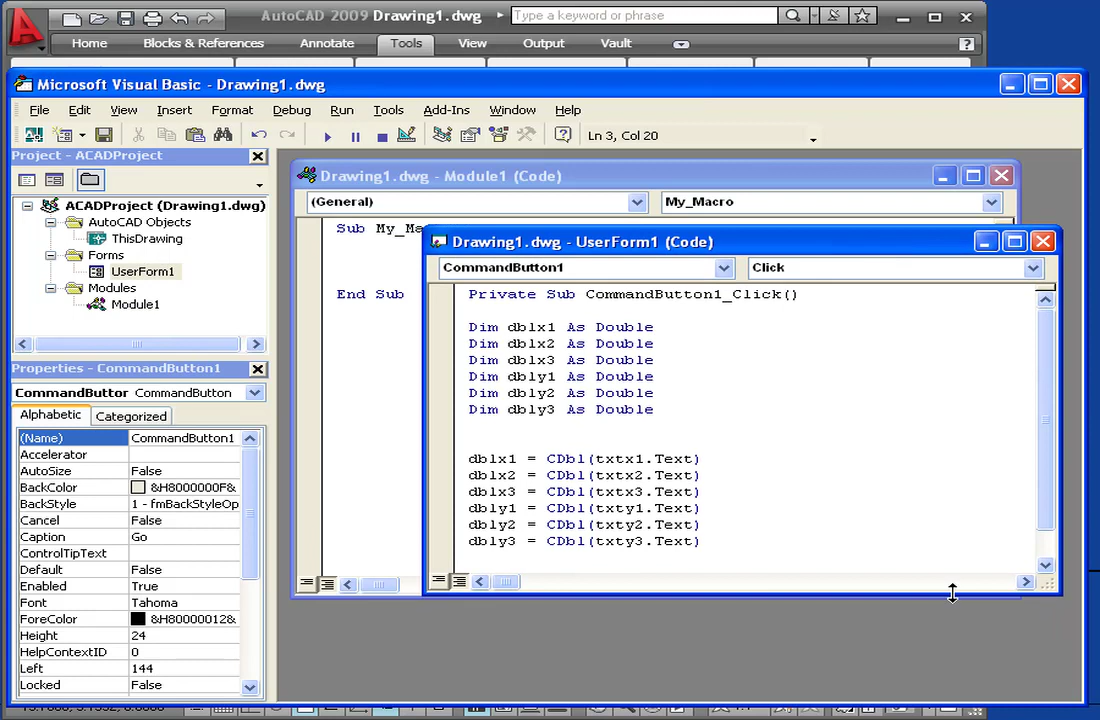 AutoCAD 2009 Drawing1.dwg
Type a keyword or phrase
Home Blocks & References Annotate Tools View Output Vault
Microsoft Visual Basic - Drawing1.dwg
File Edit View Insert Format Debug Run Tools Add-Ins Window Help
Ln 3, Col 20
Project - ACADProject
ACADProject (Drawing1.dwg)
AutoCAD Objects
ThisDrawing
Forms
UserForm1
Modules
Module1
Properties - CommandButton1
CommandButtor CommandButton
Alphabetic Categorized
(Name) CommandButton1
Accelerator
AutoSize False
BackColor &H8000000F&
BackStyle 1 - fmBackStyleOp
Cancel False
Caption Go
ControlTipText
Default False
Enabled True
Font Tahoma
ForeColor &H80000012&
Height 24
HelpContextID 0
Left 144
Locked False
Drawing1.dwg - Module1 (Code)
(General) My_Macro
Sub My_Ma
End Sub
Drawing1.dwg - UserForm1 (Code)
CommandButton1 Click
Private Sub CommandButton1_Click()
Dim dblx1 As Double
Dim dblx2 As Double
Dim dblx3 As Double
Dim dbly1 As Double
Dim dbly2 As Double
Dim dbly3 As Double
dblx1 = CDbl(txtx1.Text)
dblx2 = CDbl(txtx2.Text)
dblx3 = CDbl(txtx3.Text)
dbly1 = CDbl(txty1.Text)
dbly2 = CDbl(txty2.Text)
dbly3 = CDbl(txty3.Text)